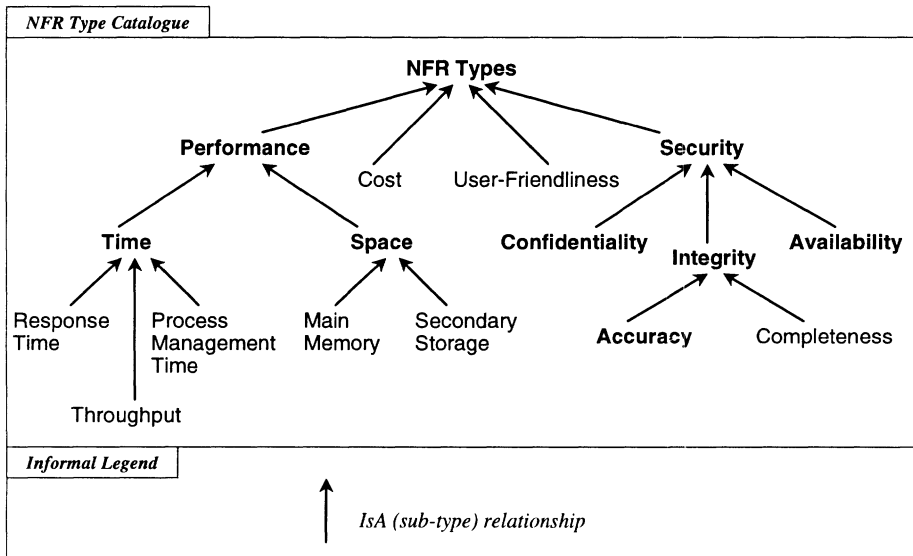 NFR Type Catalogue
NFR Types
Performance
Cost
User-Friendliness
Security
Time
Space
Confidentiality
Integrity
Availability
Response
Time
Process
Management
Time
Main
Memory
Secondary
Storage
Accuracy
Completeness
Throughput
Informal Legend
IsA (sub-type) relationship